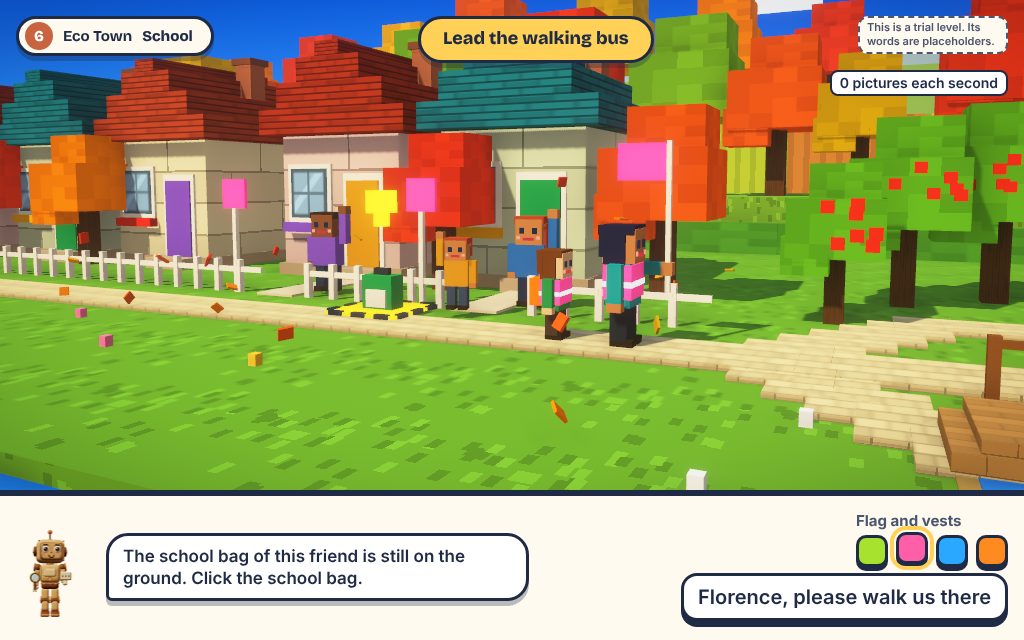 6 Eco Town School
Lead the walking bus
This is a trial level. Its
words are placeholders.
0 pictures each second
The school bag of this friend is still on the
ground. Click the school bag.
Flag and vests
Florence, please walk us there